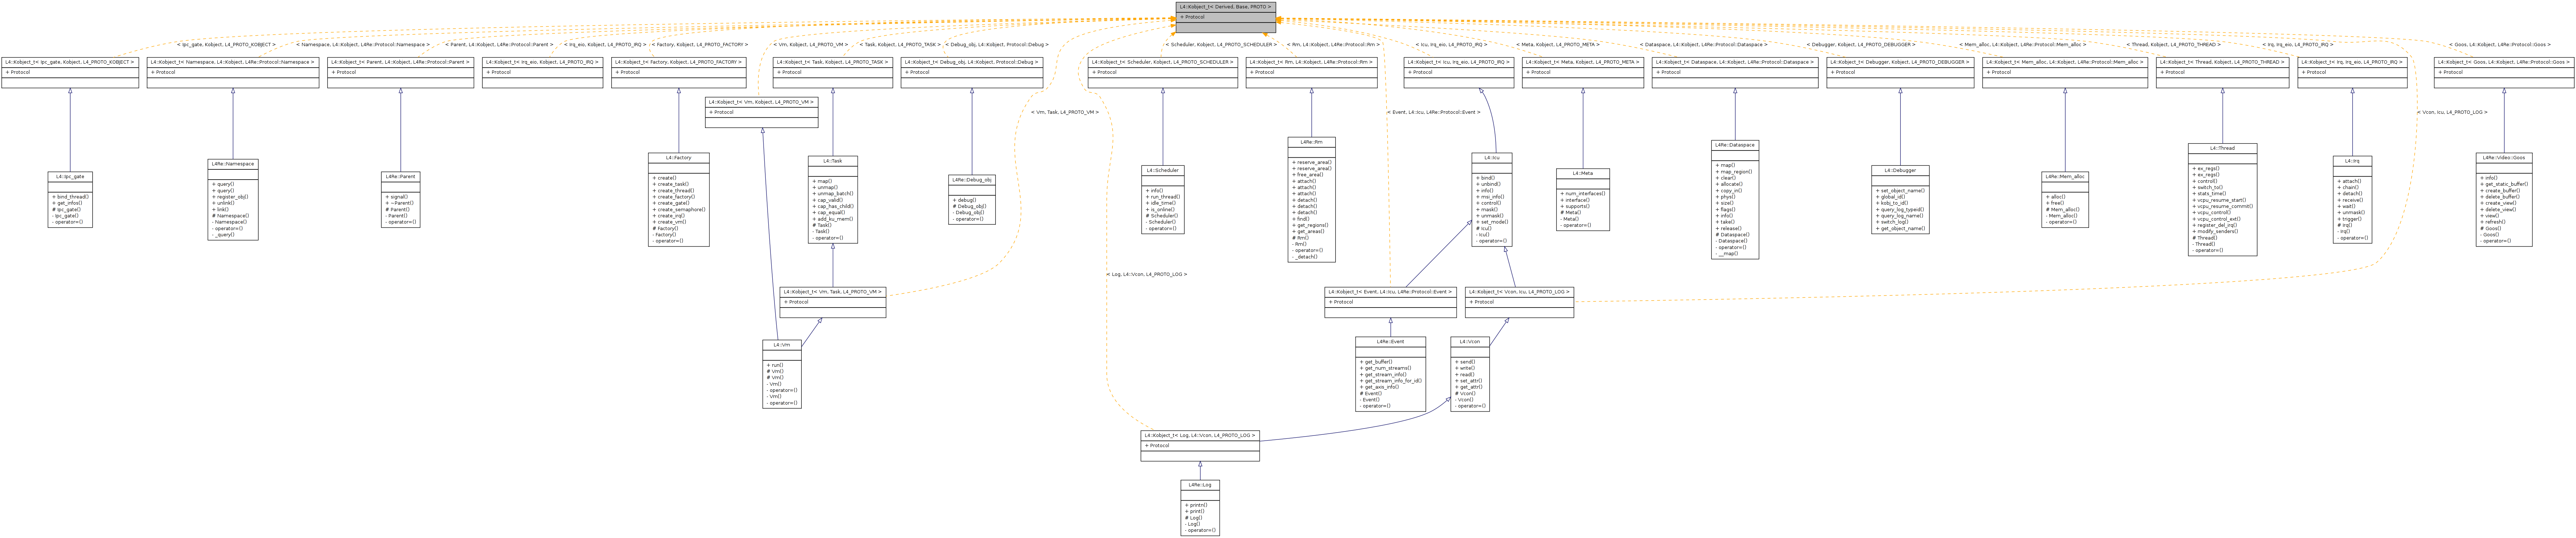 L4::Kobject_t< Derived, Base, PROTO >
+ Protocol
< Ipc_gate, Kobject, L4_PROTO_KOBJECT >
< Namespace, L4::Kobject, L4Re::Protocol::Namespace >
< Parent, L4::Kobject, L4Re::Protocol::Parent >
< Irq_eio, Kobject, L4_PROTO_IRQ >
< Factory, Kobject, L4_PROTO_FACTORY >
< Vm, Kobject, L4_PROTO_VM >
< Task, Kobject, L4_PROTO_TASK >
< Debug_obj, L4::Kobject, Protocol::Debug >
< Scheduler, Kobject, L4_PROTO_SCHEDULER >
< Rm, L4::Kobject, L4Re::Protocol::Rm >
< Icu, Irq_eio, L4_PROTO_IRQ >
< Meta, Kobject, L4_PROTO_META >
< Dataspace, L4::Kobject, L4Re::Protocol::Dataspace >
< Debugger, Kobject, L4_PROTO_DEBUGGER >
< Mem_alloc, L4::Kobject, L4Re::Protocol::Mem_alloc >
< Thread, Kobject, L4_PROTO_THREAD >
< Irq, Irq_eio, L4_PROTO_IRQ >
< Goos, L4::Kobject, L4Re::Protocol::Goos >
L4::Kobject_t< Ipc_gate, Kobject, L4_PROTO_KOBJECT >
+ Protocol
L4::Kobject_t< Namespace, L4::Kobject, L4Re::Protocol::Namespace >
+ Protocol
L4::Kobject_t< Parent, L4::Kobject, L4Re::Protocol::Parent >
+ Protocol
L4::Kobject_t< Irq_eio, Kobject, L4_PROTO_IRQ >
+ Protocol
L4::Kobject_t< Factory, Kobject, L4_PROTO_FACTORY >
+ Protocol
L4::Kobject_t< Task, Kobject, L4_PROTO_TASK >
+ Protocol
L4::Kobject_t< Debug_obj, L4::Kobject, Protocol::Debug >
+ Protocol
L4::Kobject_t< Scheduler, Kobject, L4_PROTO_SCHEDULER >
+ Protocol
L4::Kobject_t< Rm, L4::Kobject, L4Re::Protocol::Rm >
+ Protocol
L4::Kobject_t< Icu, Irq_eio, L4_PROTO_IRQ >
+ Protocol
L4::Kobject_t< Meta, Kobject, L4_PROTO_META >
+ Protocol
L4::Kobject_t< Dataspace, L4::Kobject, L4Re::Protocol::Dataspace >
+ Protocol
L4::Kobject_t< Debugger, Kobject, L4_PROTO_DEBUGGER >
+ Protocol
L4::Kobject_t< Mem_alloc, L4::Kobject, L4Re::Protocol::Mem_alloc >
+ Protocol
L4::Kobject_t< Thread, Kobject, L4_PROTO_THREAD >
+ Protocol
L4::Kobject_t< Irq, Irq_eio, L4_PROTO_IRQ >
+ Protocol
L4::Kobject_t< Goos, L4::Kobject, L4Re::Protocol::Goos >
+ Protocol
L4::Kobject_t< Vm, Kobject, L4_PROTO_VM >
+ Protocol
< Vm, Task, L4_PROTO_VM >
< Event, L4::Icu, L4Re::Protocol::Event >
< Vcon, Icu, L4_PROTO_LOG >
L4::Ipc_gate
+ bind_thread()
+ get_infos()
# Ipc_gate()
- Ipc_gate()
- operator=()
L4Re::Namespace
+ query()
+ query()
+ register_obj()
+ unlink()
+ link()
# Namespace()
- Namespace()
- operator=()
- _query()
L4Re::Parent
+ signal()
+ ~Parent()
# Parent()
- Parent()
- operator=()
L4::Factory
+ create()
+ create_task()
+ create_thread()
+ create_factory()
+ create_gate()
+ create_semaphore()
+ create_irq()
+ create_vm()
# Factory()
- Factory()
- operator=()
L4::Task
+ map()
+ unmap()
+ unmap_batch()
+ cap_valid()
+ cap_has_child()
+ cap_equal()
+ add_ku_mem()
# Task()
- Task()
- operator=()
L4Re::Debug_obj
+ debug()
# Debug_obj()
- Debug_obj()
- operator=()
L4::Scheduler
+ info()
+ run_thread()
+ idle_time()
+ is_online()
# Scheduler()
- Scheduler()
- operator=()
L4Re::Rm
+ reserve_area()
+ reserve_area()
+ free_area()
+ attach()
+ attach()
+ attach()
+ detach()
+ detach()
+ detach()
+ find()
+ get_regions()
+ get_areas()
# Rm()
- Rm()
- operator=()
- _detach()
L4::Icu
+ bind()
+ unbind()
+ info()
+ msi_info()
+ control()
+ mask()
+ unmask()
+ set_mode()
# Icu()
- Icu()
- operator=()
L4::Meta
+ num_interfaces()
+ interface()
+ supports()
# Meta()
- Meta()
- operator=()
L4Re::Dataspace
+ map()
+ map_region()
+ clear()
+ allocate()
+ copy_in()
+ phys()
+ size()
+ flags()
+ info()
+ take()
+ release()
# Dataspace()
- Dataspace()
- operator=()
- __map()
L4::Debugger
+ set_object_name()
+ global_id()
+ kobj_to_id()
+ query_log_typeid()
+ query_log_name()
+ switch_log()
+ get_object_name()
L4Re::Mem_alloc
+ alloc()
+ free()
# Mem_alloc()
- Mem_alloc()
- operator=()
L4::Thread
+ ex_regs()
+ ex_regs()
+ control()
+ switch_to()
+ stats_time()
+ vcpu_resume_start()
+ vcpu_resume_commit()
+ vcpu_control()
+ vcpu_control_ext()
+ register_del_irq()
+ modify_senders()
# Thread()
- Thread()
- operator=()
L4::Irq
+ attach()
+ chain()
+ detach()
+ receive()
+ wait()
+ unmask()
+ trigger()
# Irq()
- Irq()
- operator=()
L4Re::Video::Goos
+ info()
+ get_static_buffer()
+ create_buffer()
+ delete_buffer()
+ create_view()
+ delete_view()
+ view()
+ refresh()
# Goos()
- Goos()
- operator=()
< Log, L4::Vcon, L4_PROTO_LOG >
L4::Kobject_t< Vm, Task, L4_PROTO_VM >
+ Protocol
L4::Kobject_t< Event, L4::Icu, L4Re::Protocol::Event >
+ Protocol
L4::Kobject_t< Vcon, Icu, L4_PROTO_LOG >
+ Protocol
L4::Vm
+ run()
# Vm()
# Vm()
- Vm()
- operator=()
- Vm()
- operator=()
L4Re::Event
+ get_buffer()
+ get_num_streams()
+ get_stream_info()
+ get_stream_info_for_id()
+ get_axis_info()
# Event()
- Event()
- operator=()
L4::Vcon
+ send()
+ write()
+ read()
+ set_attr()
+ get_attr()
# Vcon()
- Vcon()
- operator=()
L4::Kobject_t< Log, L4::Vcon, L4_PROTO_LOG >
+ Protocol
L4Re::Log
+ printn()
+ print()
# Log()
- Log()
- operator=()